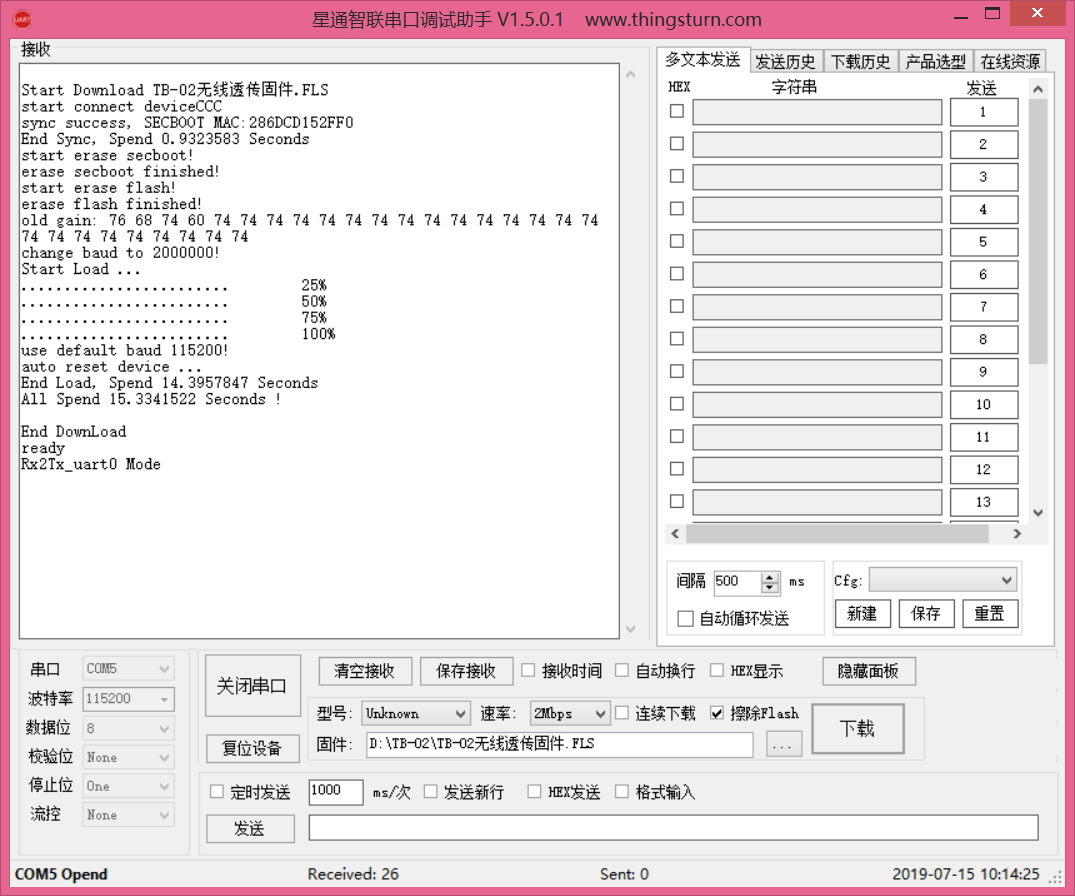 UART
星通智联串口调试助手 V1.5.0.1 www.thingsturn.com
接收
Start Download TB-02无线透传固件.FLS
start connect deviceCCC
sync success, SECBOOT MAC:286DCD152FF0
End Sync, Spend 0.9323583 Seconds
start erase secboot!
erase secboot finished!
start erase flash!
erase flash finished!
old gain: 76 68 74 60 74 74 74 74 74 74 74 74 74 74 74 74 74 74 74
74 74 74 74 74 74 74 74 74
change baud to 2000000!
Start Load ...
........................ 25%
........................ 50%
........................ 75%
........................ 100%
use default baud 115200!
auto reset device ...
End Load, Spend 14.3957847 Seconds
All Spend 15.3341522 Seconds !
End DownLoad
ready
Rx2Tx_uart0 Mode
多文本发送 发送历史 下载历史 产品选型 在线资源
HEX 字符串 发送
1
2
3
4
5
6
7
8
9
10
11
12
13
间隔 500 ms
自动循环发送
Cfg:
新建 保存 重置
串口 COM5
波特率 115200
数据位 8
校验位 None
停止位 One
流控 None
关闭串口
复位设备
清空接收 保存接收 接收时间 自动换行 HEX显示 隐藏面板
型号: Unknown 速率: 2Mbps 连续下载 擦除Flash
固件: D:\TB-02\TB-02无线透传固件.FLS ...
下载
定时发送 1000 ms/次 发送新行 HEX发送 格式输入
发送
COM5 Opend Received: 26 Sent: 0 2019-07-15 10:14:25